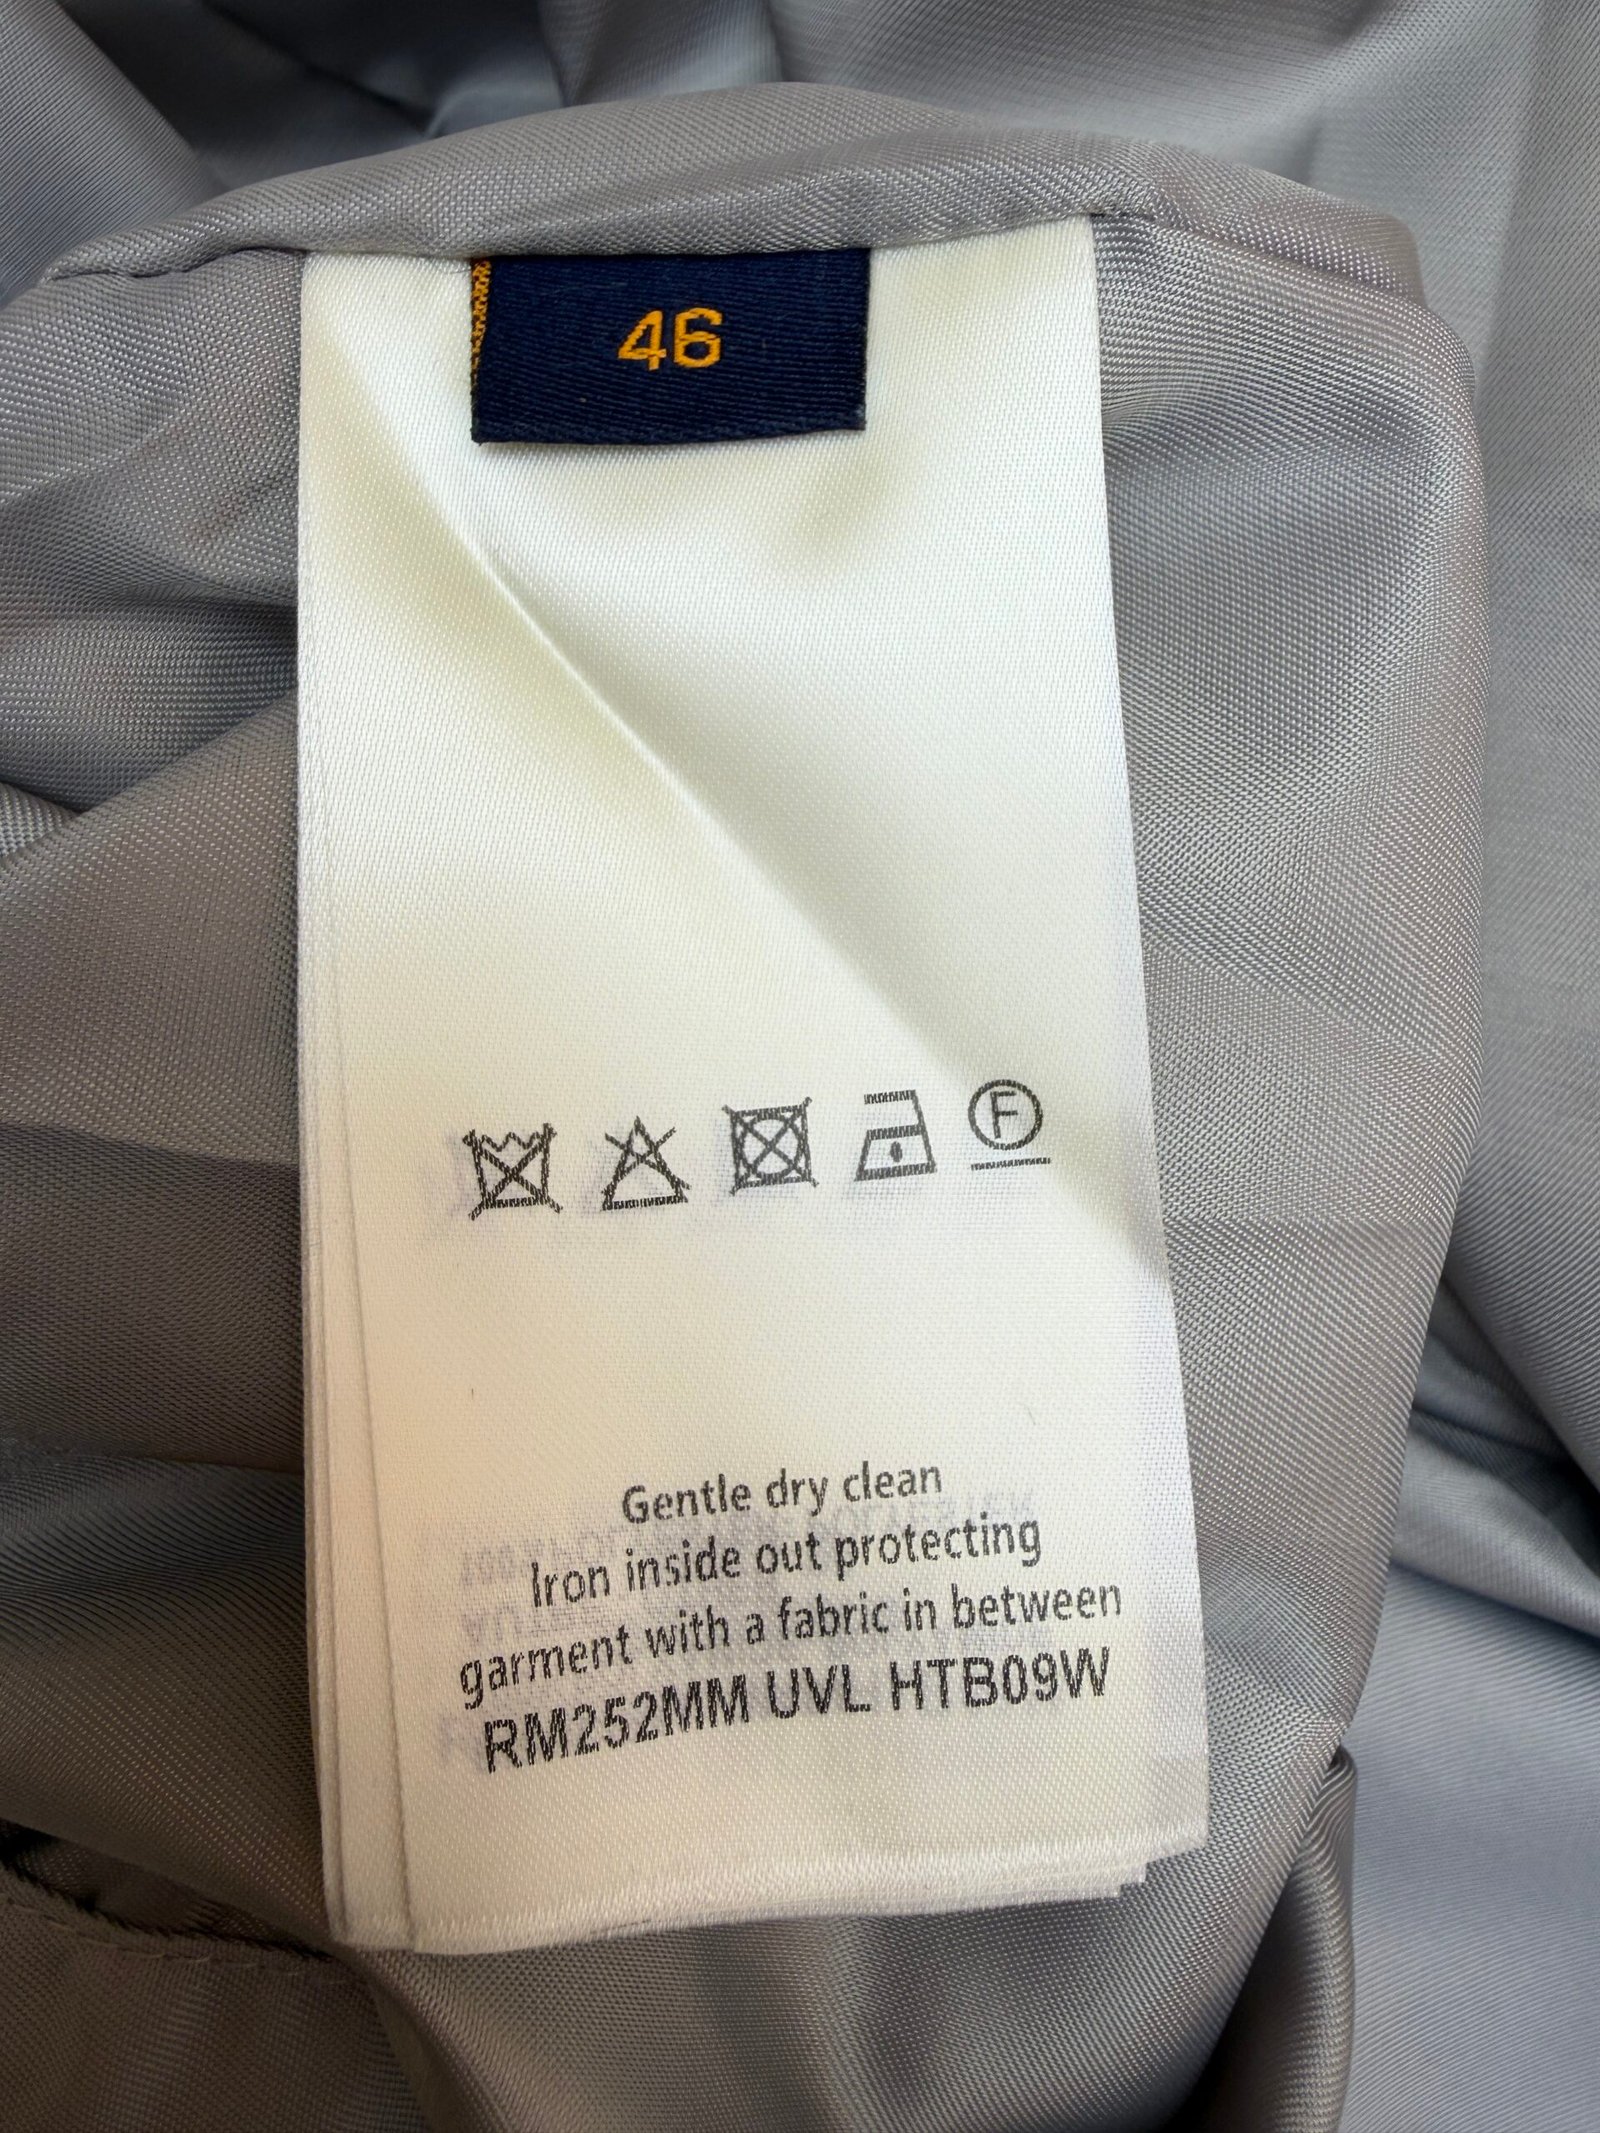 46
F
Gentle dry clean
Iron inside out protecting
garment with a fabric in between
RM252MM UVL HTB09W